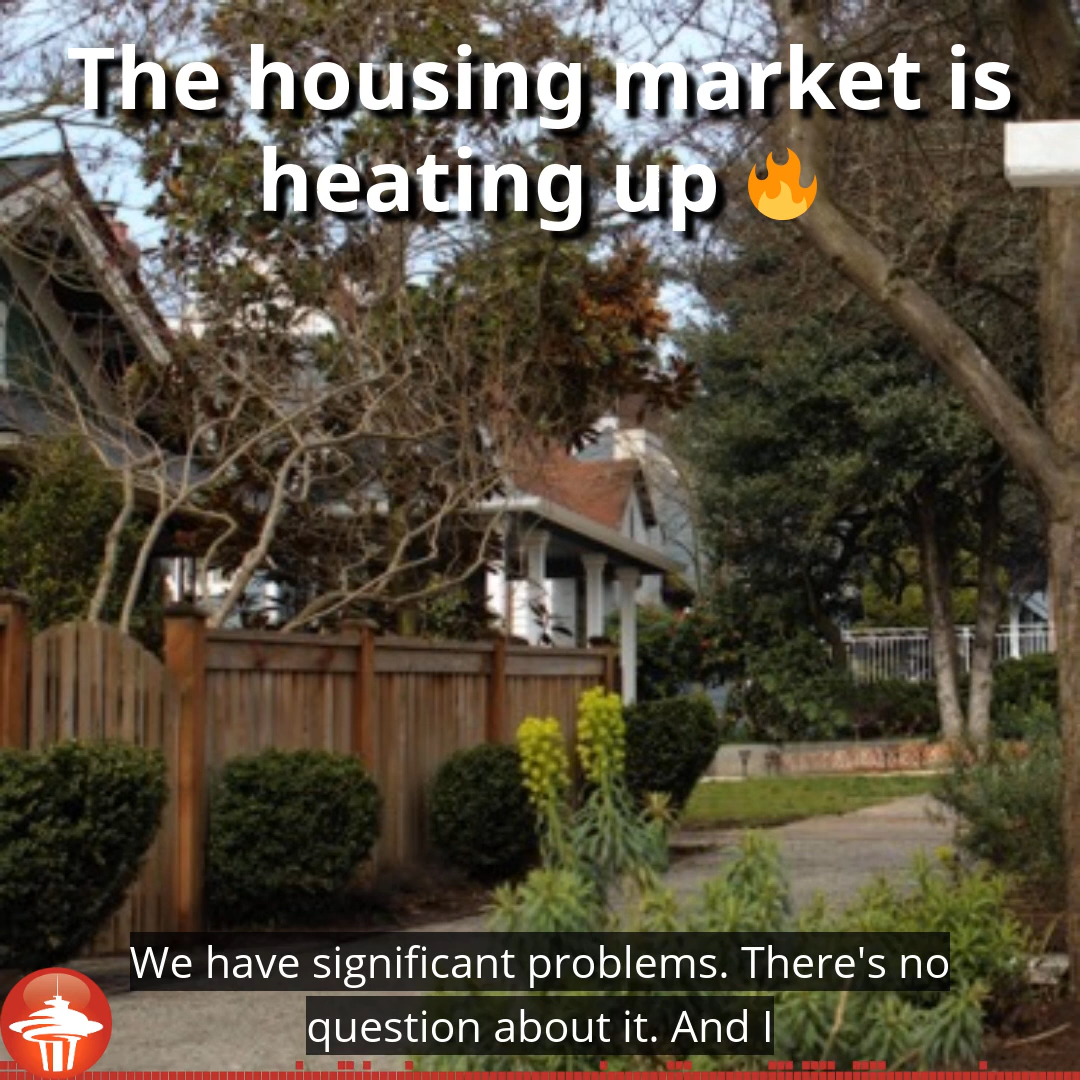 The housing market is
heating up 🔥
We have significant problems. There's no
question about it. And I